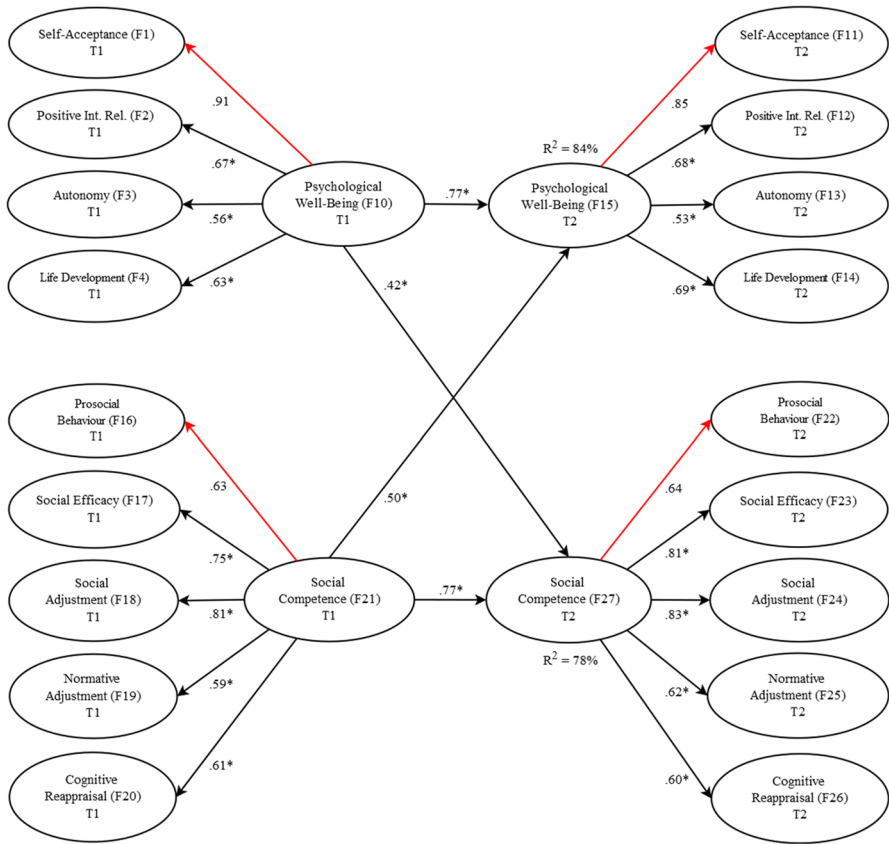 Self-Acceptance (F1)
T1
Self-Acceptance (F11)
T2
.91
.85
Positive Int. Rel. (F2)
T1
Positive Int. Rel. (F12)
T2
.67*
R² = 84%
.68*
Autonomy (F3)
T1
Psychological
Well-Being (F10)
T1
.77*
Psychological
Well-Being (F15)
T2
Autonomy (F13)
T2
.56*
.53*
Life Development (F4)
T1
Life Development (F14)
T2
.63*
.42*
.69*
Prosocial
Behaviour (F16)
T1
Prosocial
Behaviour (F22)
T2
.63
.50*
.64
Social Efficacy (F17)
T1
Social Efficacy (F23)
T2
.75*
.81*
Social
Adjustment (F18)
T1
Social
Competence (F21)
T1
.77*
Social
Competence (F27)
T2
Social
Adjustment (F24)
T2
.81*
.83*
R² = 78%
Normative
Adjustment (F19)
T1
Normative
Adjustment (F25)
T2
.59*
.62*
.61*
.60*
Cognitive
Reappraisal (F20)
T1
Cognitive
Reappraisal (F26)
T2